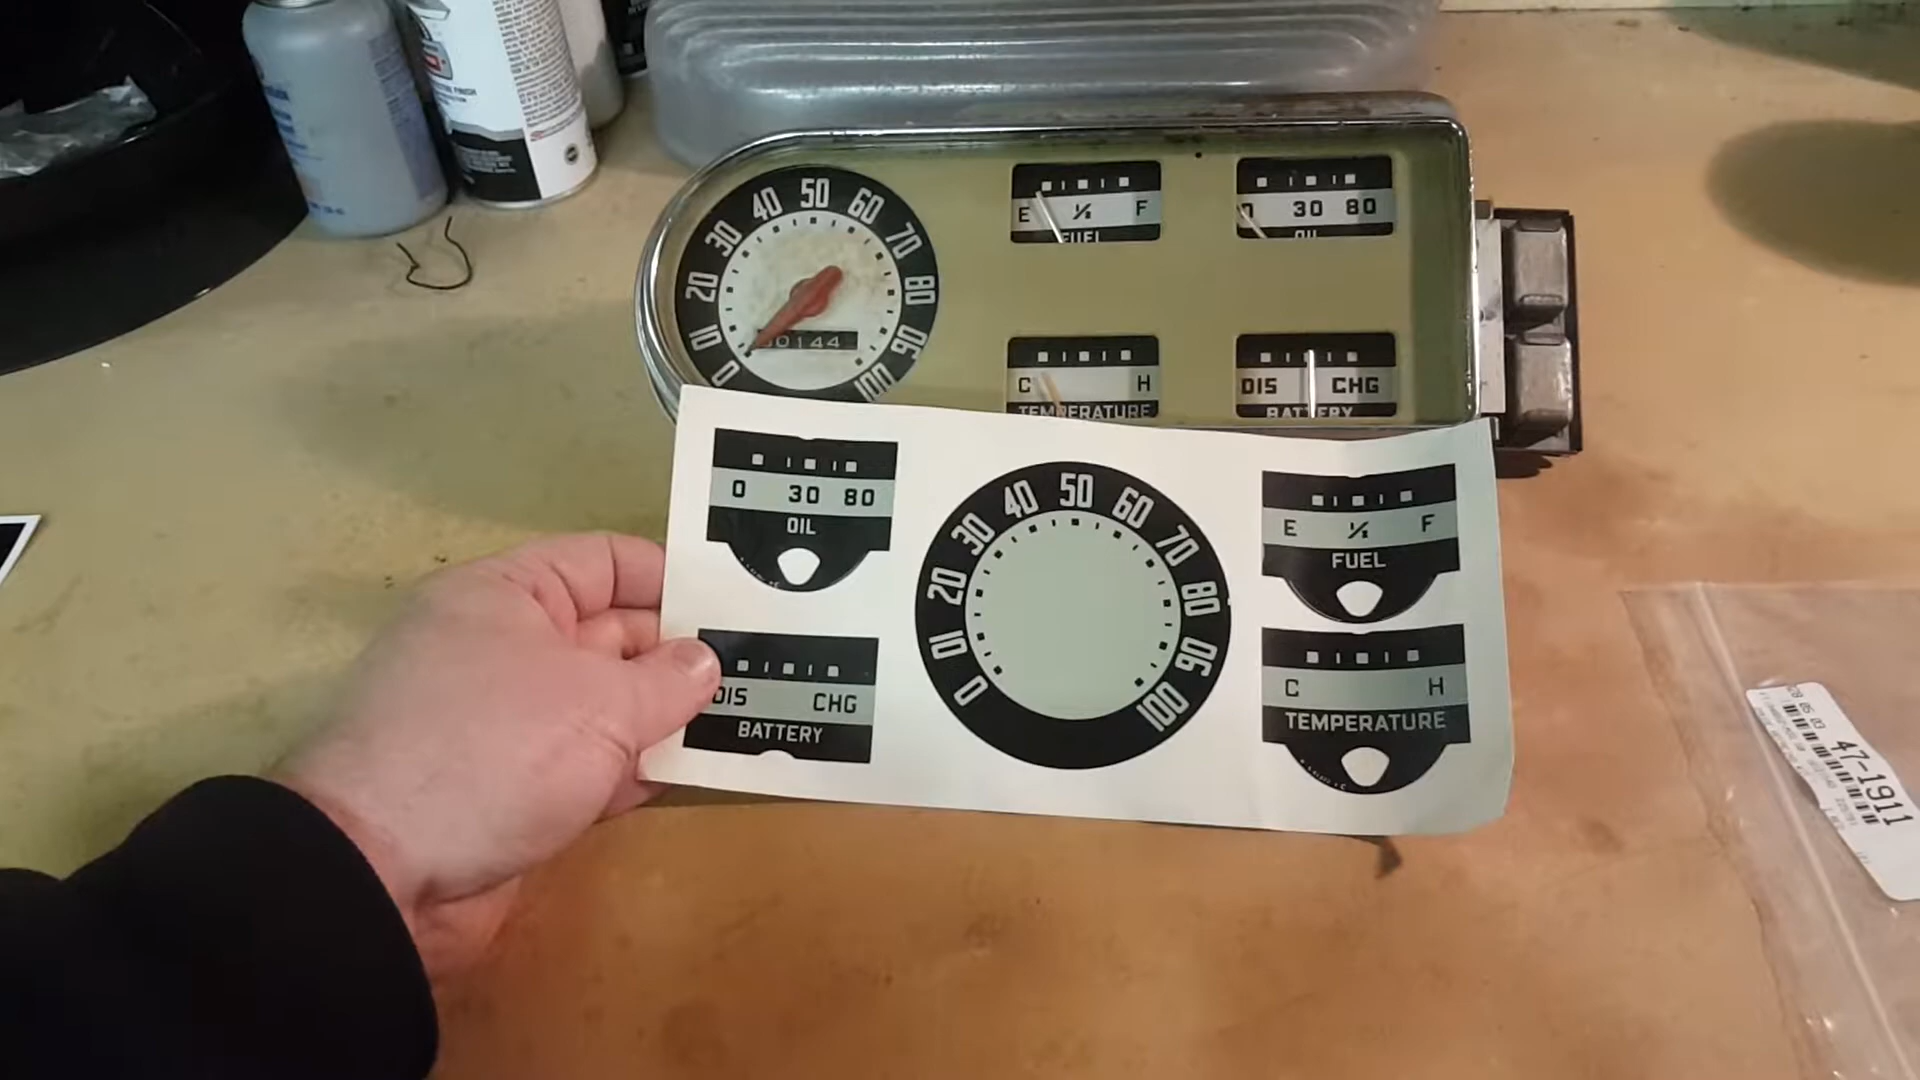 50
40 60
30 70
20 80
10 90
0 100
00144
E 1/2 F
FUEL
0 30 80
OIL
C H
TEMPERATURE
DIS CHG
BATTERY
0 30 80
OIL
DIS CHG
BATTERY
50
40 60
30 70
20 80
10 90
0 100
E 1/2 F
FUEL
C H
TEMPERATURE
47-1911